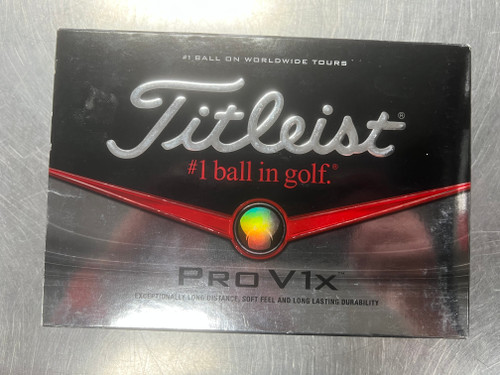 #1 BALL ON WORLDWIDE TOURS
Titleist®
#1 ball in golf.®
PRO V1x™
EXCEPTIONALLY LONG DISTANCE, SOFT FEEL AND LONG LASTING DURABILITY